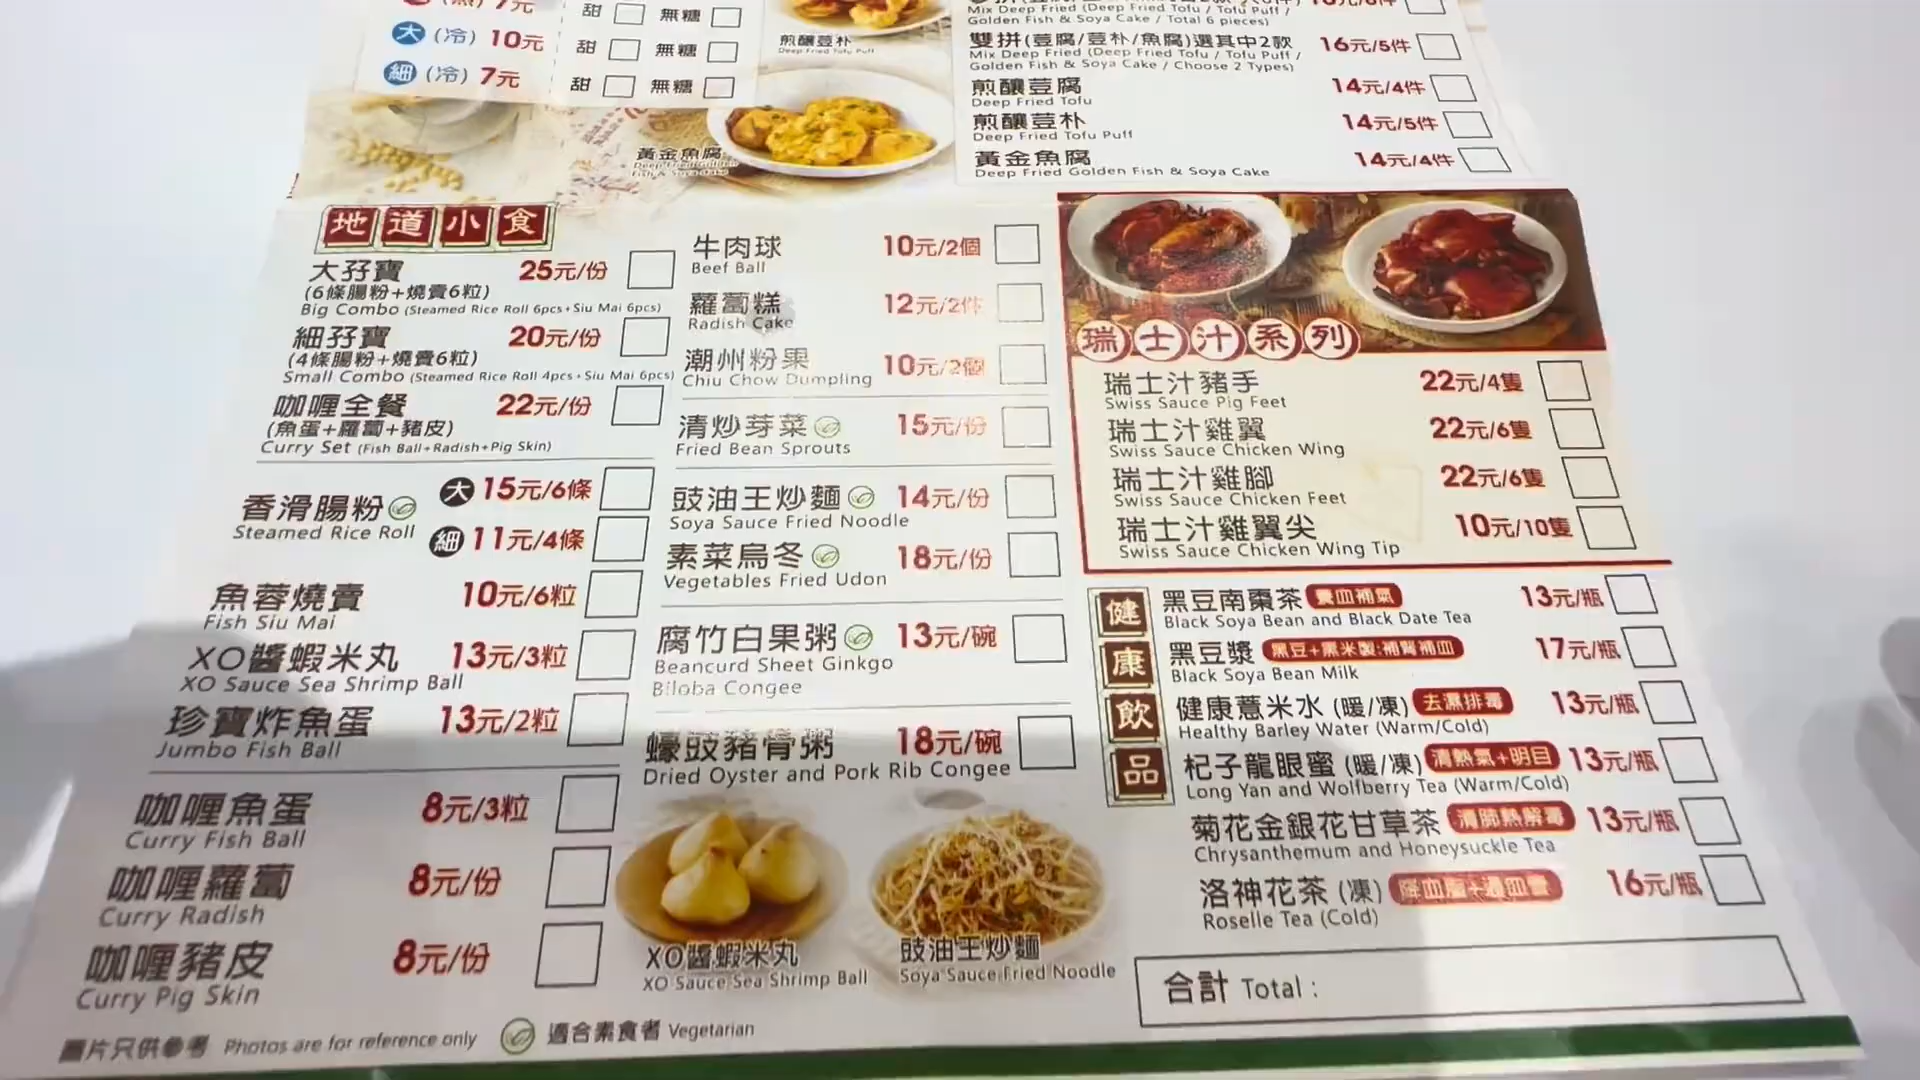 7元 甜 無糖
大 (冷) 10元 甜 無糖
細 (冷) 7元 甜 無糖
煎釀荳朴
Deep Fried Tofu Puff
黃金魚腐
Mix Deep Fried (Deep Fried Tofu / Tofu Puff /
Golden Fish & Soya Cake / Total 6 pieces)
雙拼(荳腐/荳朴/魚腐)選其中2款 16元/5件
Mix Deep Fried (Deep Fried Tofu / Tofu Puff /
Golden Fish & Soya Cake / Choose 2 Types)
煎釀荳腐 14元/4件
Deep Fried Tofu
煎釀荳朴 14元/5件
Deep Fried Tofu Puff
黃金魚腐 14元/4件
Deep Fried Golden Fish & Soya Cake
地道小食
大孖寶 25元/份
(6條腸粉+燒賣6粒)
Big Combo (Steamed Rice Roll 6pcs+Siu Mai 6pcs)
細孖寶 20元/份
(4條腸粉+燒賣6粒)
Small Combo (Steamed Rice Roll 4pcs+Siu Mai 6pcs)
咖喱全餐 22元/份
(魚蛋+蘿蔔+豬皮)
Curry Set (Fish Ball+Radish+Pig Skin)
香滑腸粉 大 15元/6條
Steamed Rice Roll 細 11元/4條
魚蓉燒賣 10元/6粒
Fish Siu Mai
XO醬蝦米丸 13元/3粒
XO Sauce Sea Shrimp Ball
珍寶炸魚蛋 13元/2粒
Jumbo Fish Ball
咖喱魚蛋 8元/3粒
Curry Fish Ball
咖喱蘿蔔 8元/份
Curry Radish
咖喱豬皮 8元/份
Curry Pig Skin
圖片只供參考 Photos are for reference only
適合素食者 Vegetarian
牛肉球 10元/2個
Beef Ball
蘿蔔糕 12元/2件
Radish Cake
潮州粉果 10元/2個
Chiu Chow Dumpling
清炒芽菜 15元/份
Fried Bean Sprouts
豉油王炒麵 14元/份
Soya Sauce Fried Noodle
素菜烏冬 18元/份
Vegetables Fried Udon
腐竹白果粥 13元/碗
Beancurd Sheet Ginkgo
Biloba Congee
蠔豉豬骨粥 18元/碗
Dried Oyster and Pork Rib Congee
XO醬蝦米丸
XO Sauce Sea Shrimp Ball
豉油王炒麵
Soya Sauce Fried Noodle
瑞士汁系列
瑞士汁豬手 22元/4隻
Swiss Sauce Pig Feet
瑞士汁雞翼 22元/6隻
Swiss Sauce Chicken Wing
瑞士汁雞腳 22元/6隻
Swiss Sauce Chicken Feet
瑞士汁雞翼尖 10元/10隻
Swiss Sauce Chicken Wing Tip
健康飲品
黑豆南棗茶 養血補氣 13元/瓶
Black Soya Bean and Black Date Tea
黑豆漿 黑豆+黑米製:補腎補血 17元/瓶
Black Soya Bean Milk
健康薏米水 (暖/凍) 去濕排毒 13元/瓶
Healthy Barley Water (Warm/Cold)
杞子龍眼蜜 (暖/凍) 清熱氣+明目 13元/瓶
Long Yan and Wolfberry Tea (Warm/Cold)
菊花金銀花甘草茶 清肺熱解毒 13元/瓶
Chrysanthemum and Honeysuckle Tea
洛神花茶 (凍) 16元/瓶
Roselle Tea (Cold)
合計 Total :